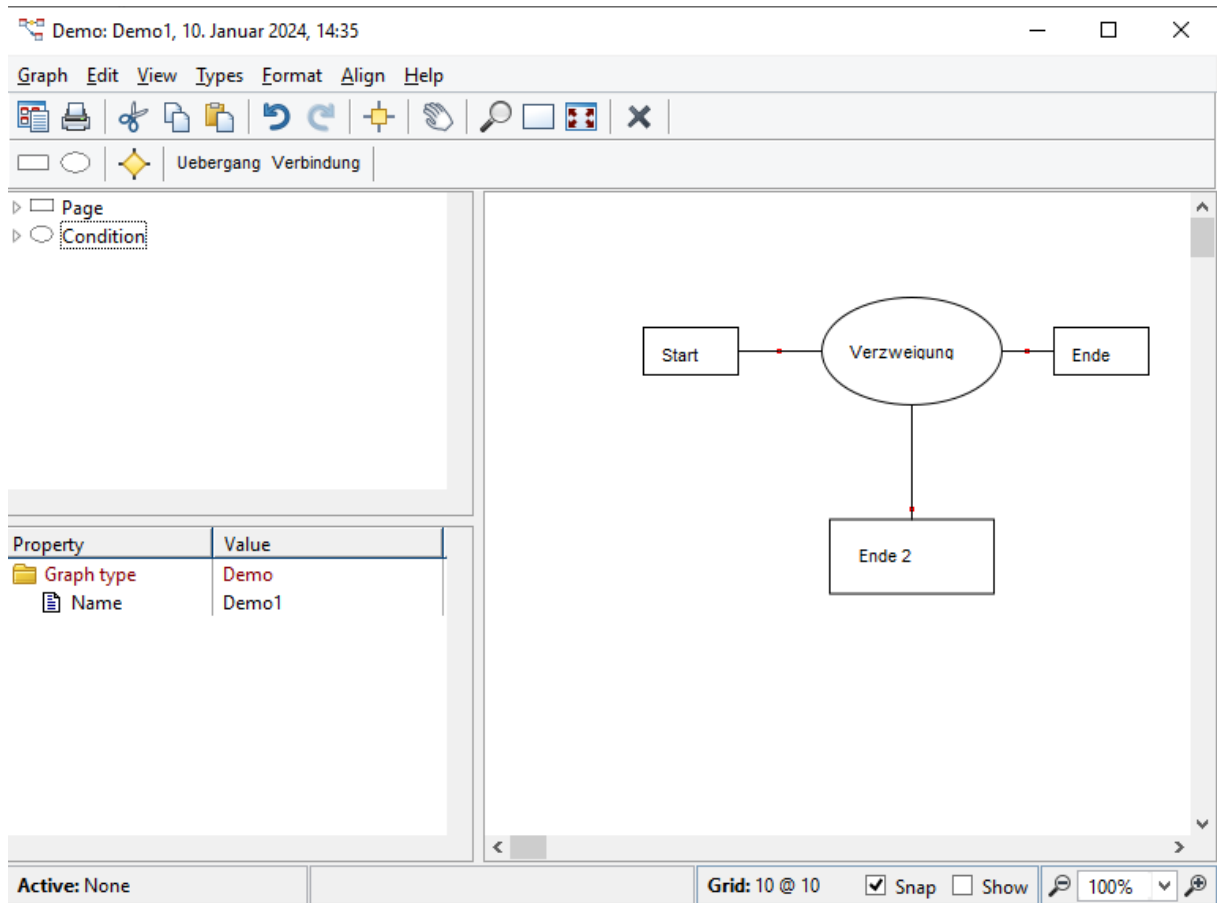 Demo: Demo1, 10. Januar 2024, 14:35
Graph Edit View Types Format Align Help
Uebergang Verbindung
Page
Condition
Start
Verzweigung
Ende
Ende 2
Property Value
Graph type Demo
Name Demo1
Active: None
Grid: 10 @ 10 Snap Show 100%